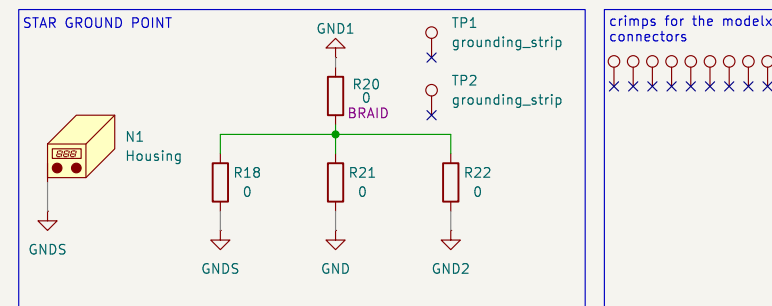 STAR GROUND POINT
GND1
R20
0
BRAID
TP1
grounding_strip
TP2
grounding_strip
N1
Housing
GNDS
R18
0
R21
0
R22
0
GNDS
GND
GND2
crimps for the modelx
connectors